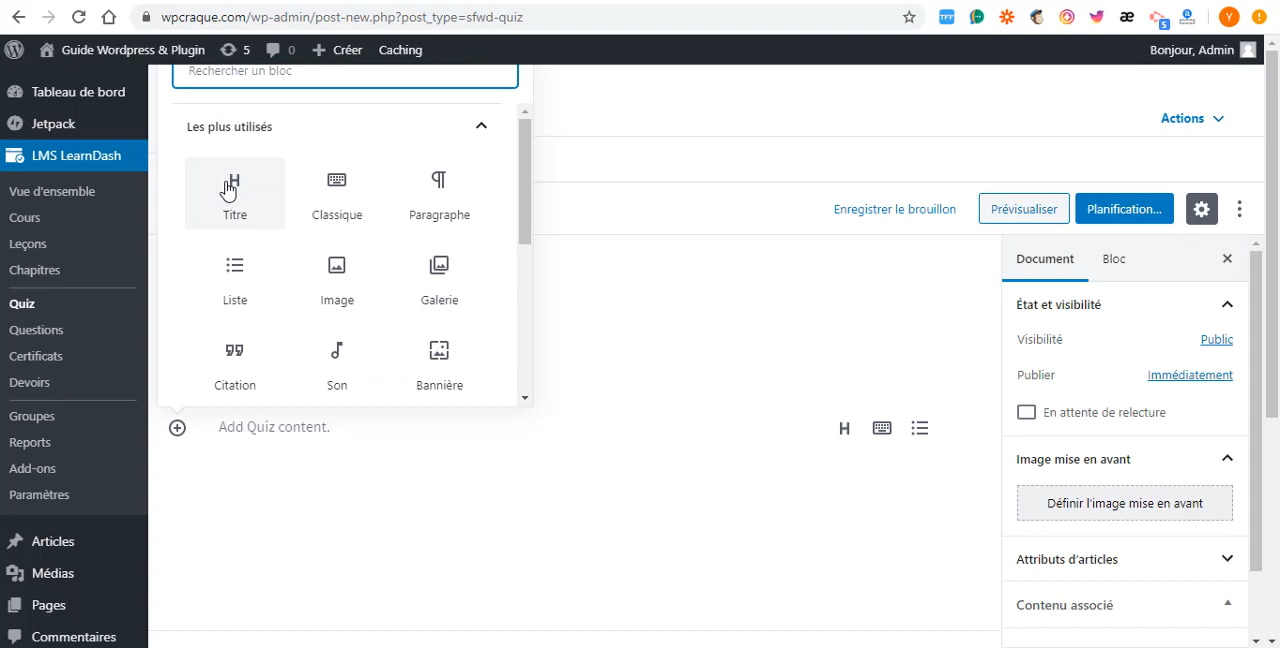 wpcraque.com/wp-admin/post-new.php?post_type=sfwd-quiz
TFF
5
Y
Guide Wordpress & Plugin
5
0
Créer
Caching
Bonjour, Admin
Tableau de bord
Jetpack
LMS LearnDash
Vue d'ensemble
Cours
Leçons
Chapitres
Quiz
Questions
Certificats
Devoirs
Groupes
Reports
Add-ons
Paramètres
Articles
Médias
Pages
Commentaires
Rechercher un bloc
Les plus utilisés
Titre
Classique
Paragraphe
Liste
Image
Galerie
Citation
Son
Bannière
Add Quiz content.
H
Actions
Enregistrer le brouillon
Prévisualiser
Planification...
Document
Bloc
État et visibilité
Visibilité
Public
Publier
Immédiatement
En attente de relecture
Image mise en avant
Définir l'image mise en avant
Attributs d'articles
Contenu associé